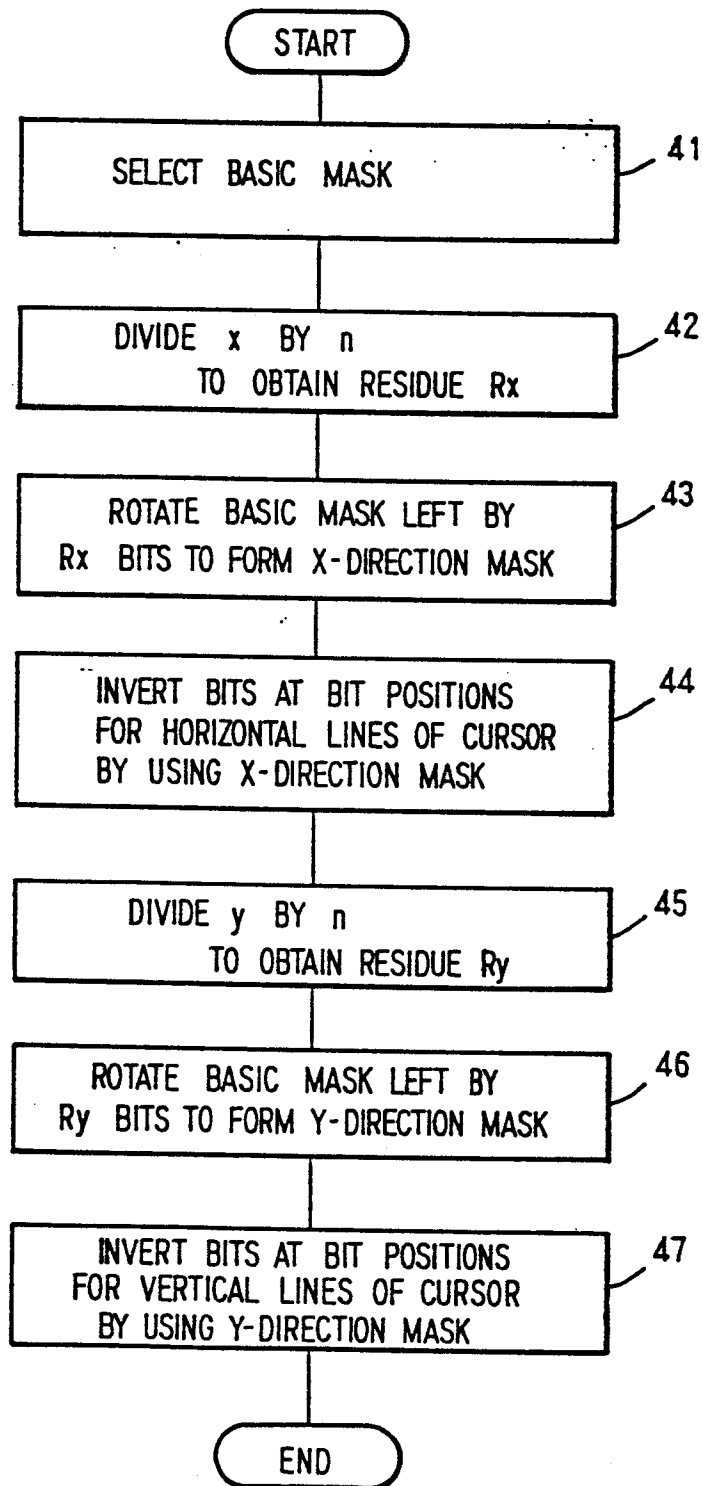 START
SELECT BASIC MASK
41
DIVIDE x BY n
TO OBTAIN RESIDUE Rx
42
ROTATE BASIC MASK LEFT BY
Rx BITS TO FORM X-DIRECTION MASK
43
INVERT BITS AT BIT POSITIONS
FOR HORIZONTAL LINES OF CURSOR
BY USING X-DIRECTION MASK
44
DIVIDE y BY n
TO OBTAIN RESIDUE Ry
45
ROTATE BASIC MASK LEFT BY
Ry BITS TO FORM Y-DIRECTION MASK
46
INVERT BITS AT BIT POSITIONS
FOR VERTICAL LINES OF CURSOR
BY USING Y-DIRECTION MASK
47
END